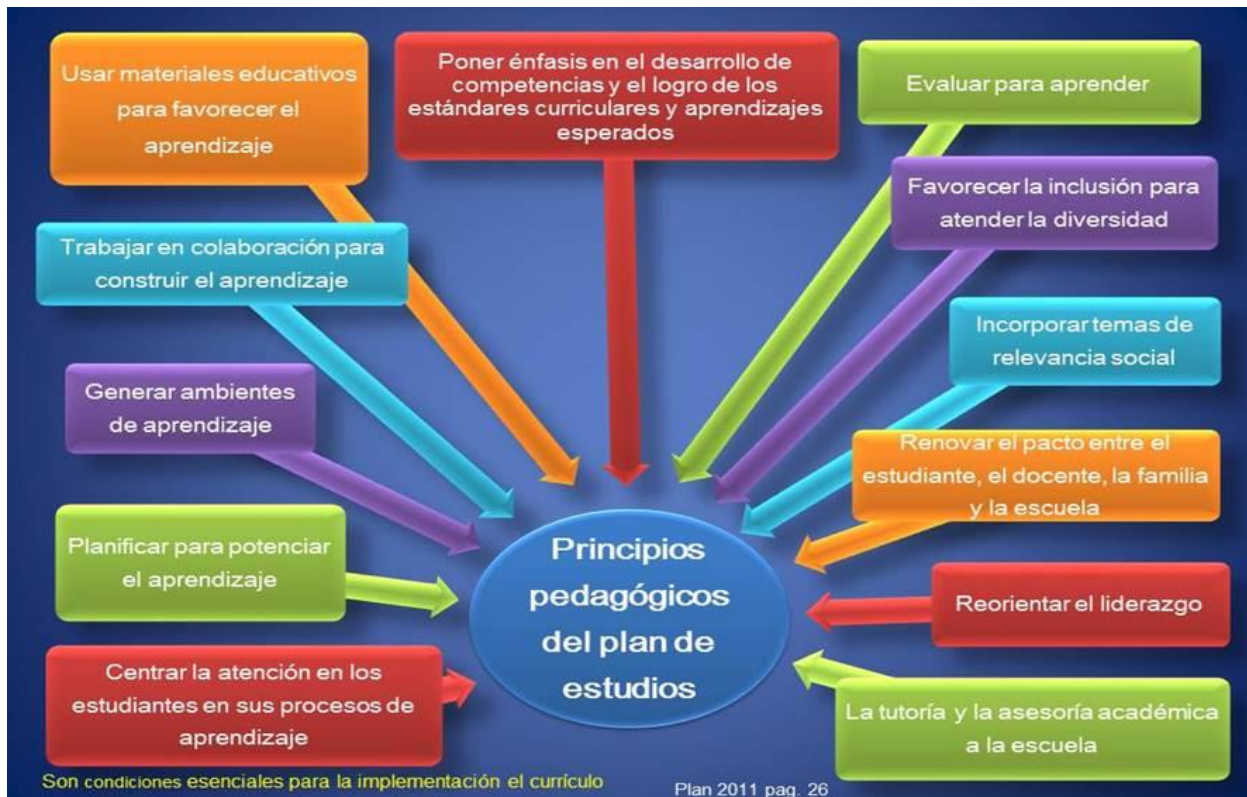 Usar materiales educativos
para favorecer el
aprendizaje
Poner énfasis en el desarrollo de
competencias y el logro de los
estándares curriculares y aprendizajes
esperados
Evaluar para aprender
Favorecer la inclusión para
atender la diversidad
Trabajar en colaboración para
construir el aprendizaje
Incorporar temas de
relevancia social
Generar ambientes
de aprendizaje
Renovar el pacto entre el
estudiante, el docente, la familia
y la escuela
Planificar para potenciar
el aprendizaje
Principios
pedagógicos
del plan de
estudios
Reorientar el liderazgo
Centrar la atención en los
estudiantes en sus procesos de
aprendizaje
La tutoría y la asesoría académica
a la escuela
Son condiciones esenciales para la implementación el currículo
Plan 2011 pag. 26